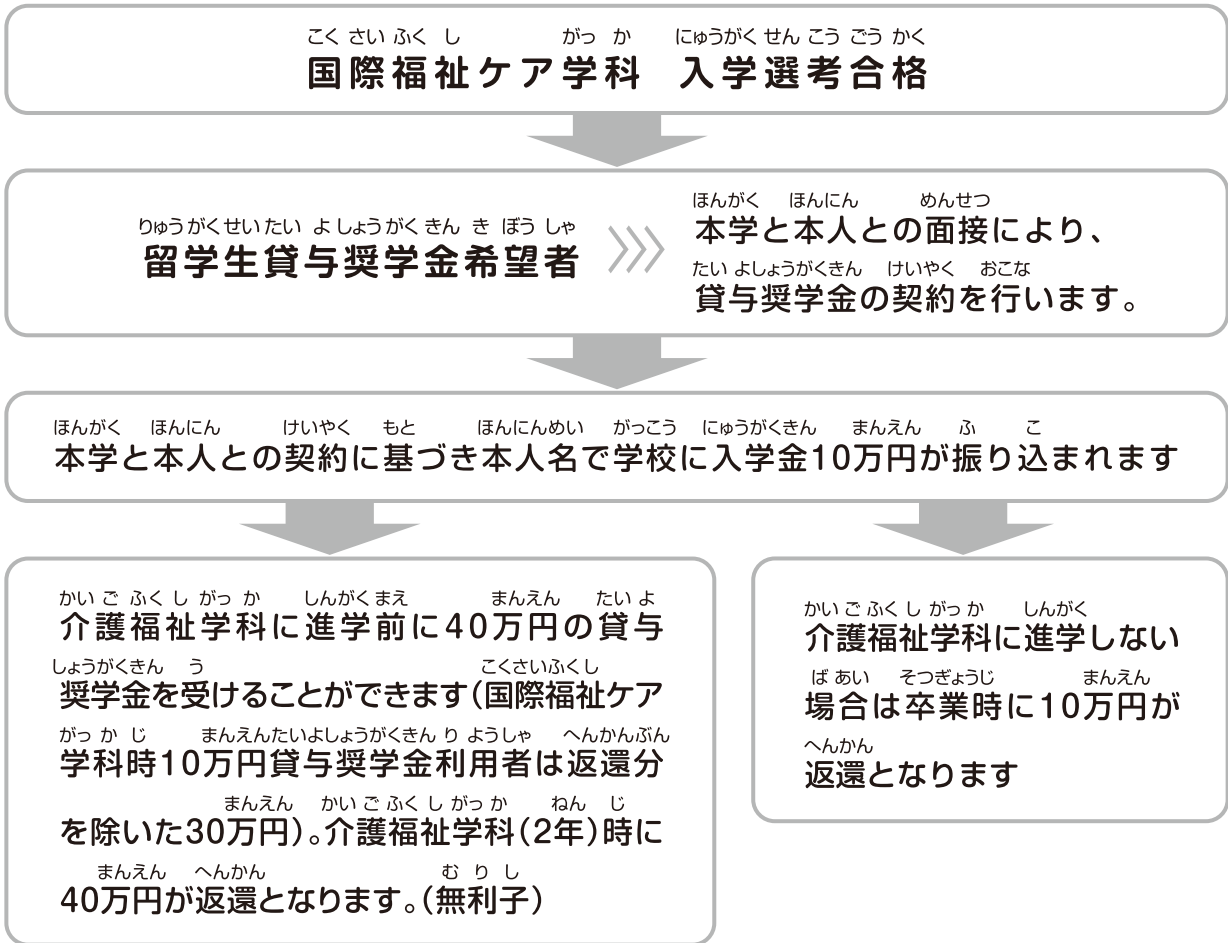 こくさいふくし がっか にゅうがくせんこうごうかく
国際福祉ケア学科 入学選考合格
りゅうがくせいたいよしょうがくきんきぼうしゃ
留学生貸与奨学金希望者
ほんがく ほんにん めんせつ
本学と本人との面接により、
たいよしょうがくきん けいやく おこな
貸与奨学金の契約を行います。
ほんがく ほんにん けいやく もと ほんにんめい がっこう にゅうがくきん まんえん ふ こ
本学と本人との契約に基づき本人名で学校に入学金10万円が振り込まれます
かいごふくしがっか しんがくまえ まんえん たいよ
介護福祉学科に進学前に40万円の貸与
しょうがくきん う こくさいふくし
奨学金を受けることができます(国際福祉ケア
がっかじ まんえんたいよしょうがくきんりようしゃ へんかんぶん
学科時10万円貸与奨学金利用者は返還分
まんえん かいごふくしがっか ねん じ
を除いた30万円)。介護福祉学科(2年)時に
まんえん へんかん むりし
40万円が返還となります。(無利子)
かいごふくしがっか しんがく
介護福祉学科に進学しない
ばあい そつぎょうじ まんえん
場合は卒業時に10万円が
へんかん
返還となります